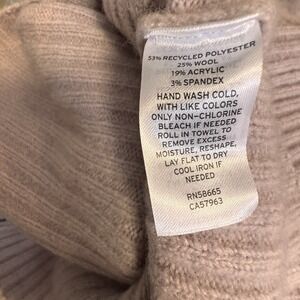 53% RECYCLED POLYESTER
25% WOOL
19% ACRYLIC
3% SPANDEX
HAND WASH COLD,
WITH LIKE COLORS
ONLY NON-CHLORINE
BLEACH IF NEEDED
ROLL IN TOWEL TO
REMOVE EXCESS
MOISTURE, RESHAPE,
LAY FLAT TO DRY
COOL IRON IF
NEEDED
RN58665
CA57963